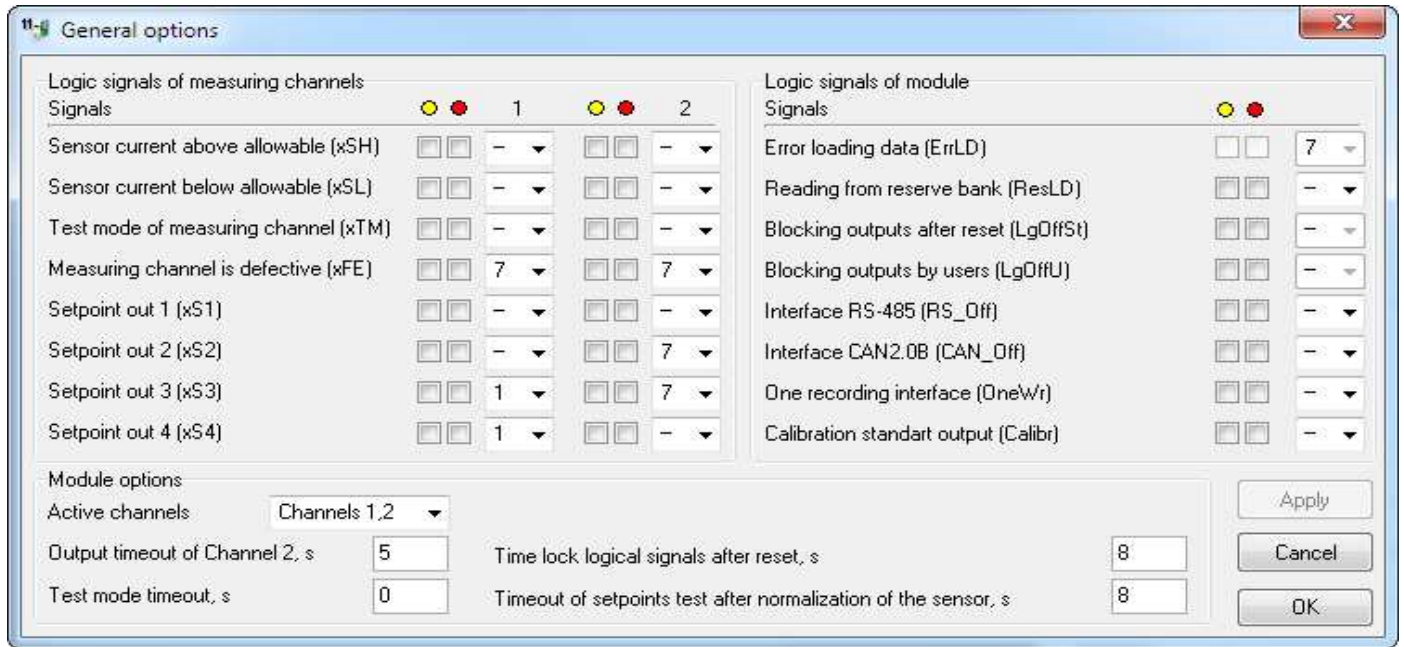 General options
Logic signals of measuring channels
Signals 1 2
Sensor current above allowable (xSH) - -
Sensor current below allowable (xSL) - -
Test mode of measuring channel (xTM) - -
Measuring channel is defective (xFE) 7 7
Setpoint out 1 (xS1) - -
Setpoint out 2 (xS2) - 7
Setpoint out 3 (xS3) 1 7
Setpoint out 4 (xS4) 1 -
Logic signals of module
Signals
Error loading data (ErrLD) 7
Reading from reserve bank (ResLD) -
Blocking outputs after reset (LgOffSt) -
Blocking outputs by users (LgOffU) -
Interface RS-485 (RS_Off) -
Interface CAN2.0B (CAN_Off) -
One recording interface (OneWr) -
Calibration standart output (Calibr) -
Module options
Active channels Channels 1,2
Output timeout of Channel 2, s 5
Test mode timeout, s 0
Time lock logical signals after reset, s 8
Timeout of setpoints test after normalization of the sensor, s 8
Apply
Cancel
OK